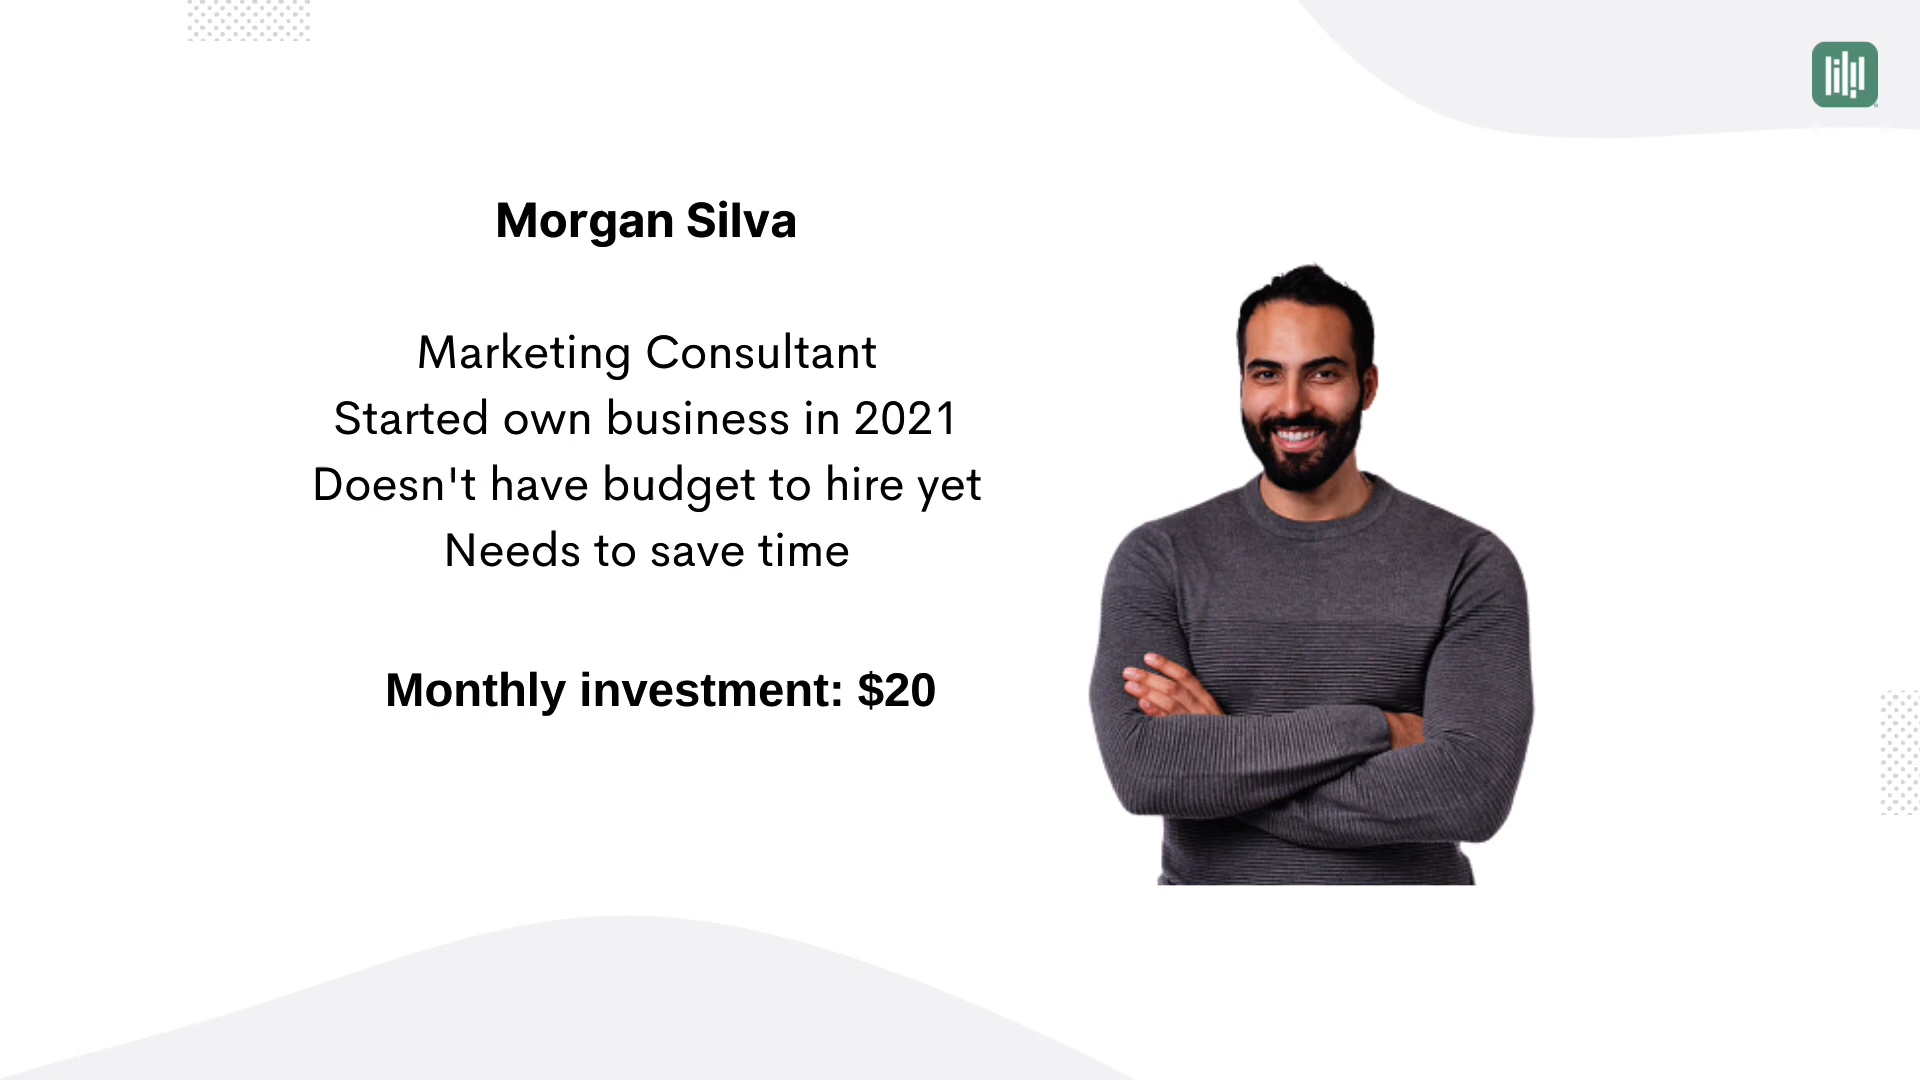 Morgan Silva
Marketing Consultant
Started own business in 2021
Doesn't have budget to hire yet
Needs to save time
Monthly investment: $20